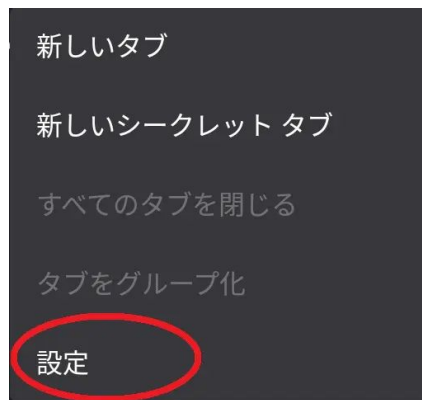 新しいタブ
新しいシークレット タブ
すべてのタブを閉じる
タブをグループ化
設定